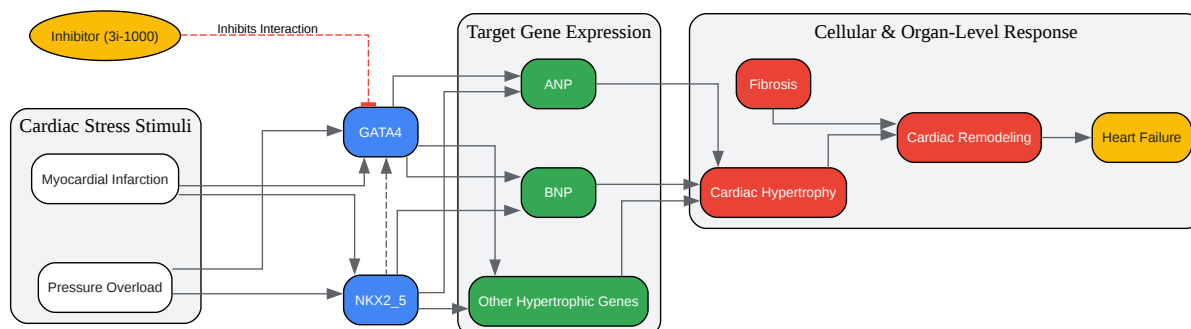 Inhibitor (3i-1000)
Inhibits Interaction
Target Gene Expression
Cellular & Organ-Level Response
ANP
Fibrosis
Cardiac Stress Stimuli
GATA4
Cardiac Remodeling
Heart Failure
Myocardial Infarction
BNP
Cardiac Hypertrophy
Pressure Overload
NKX2_5
Other Hypertrophic Genes